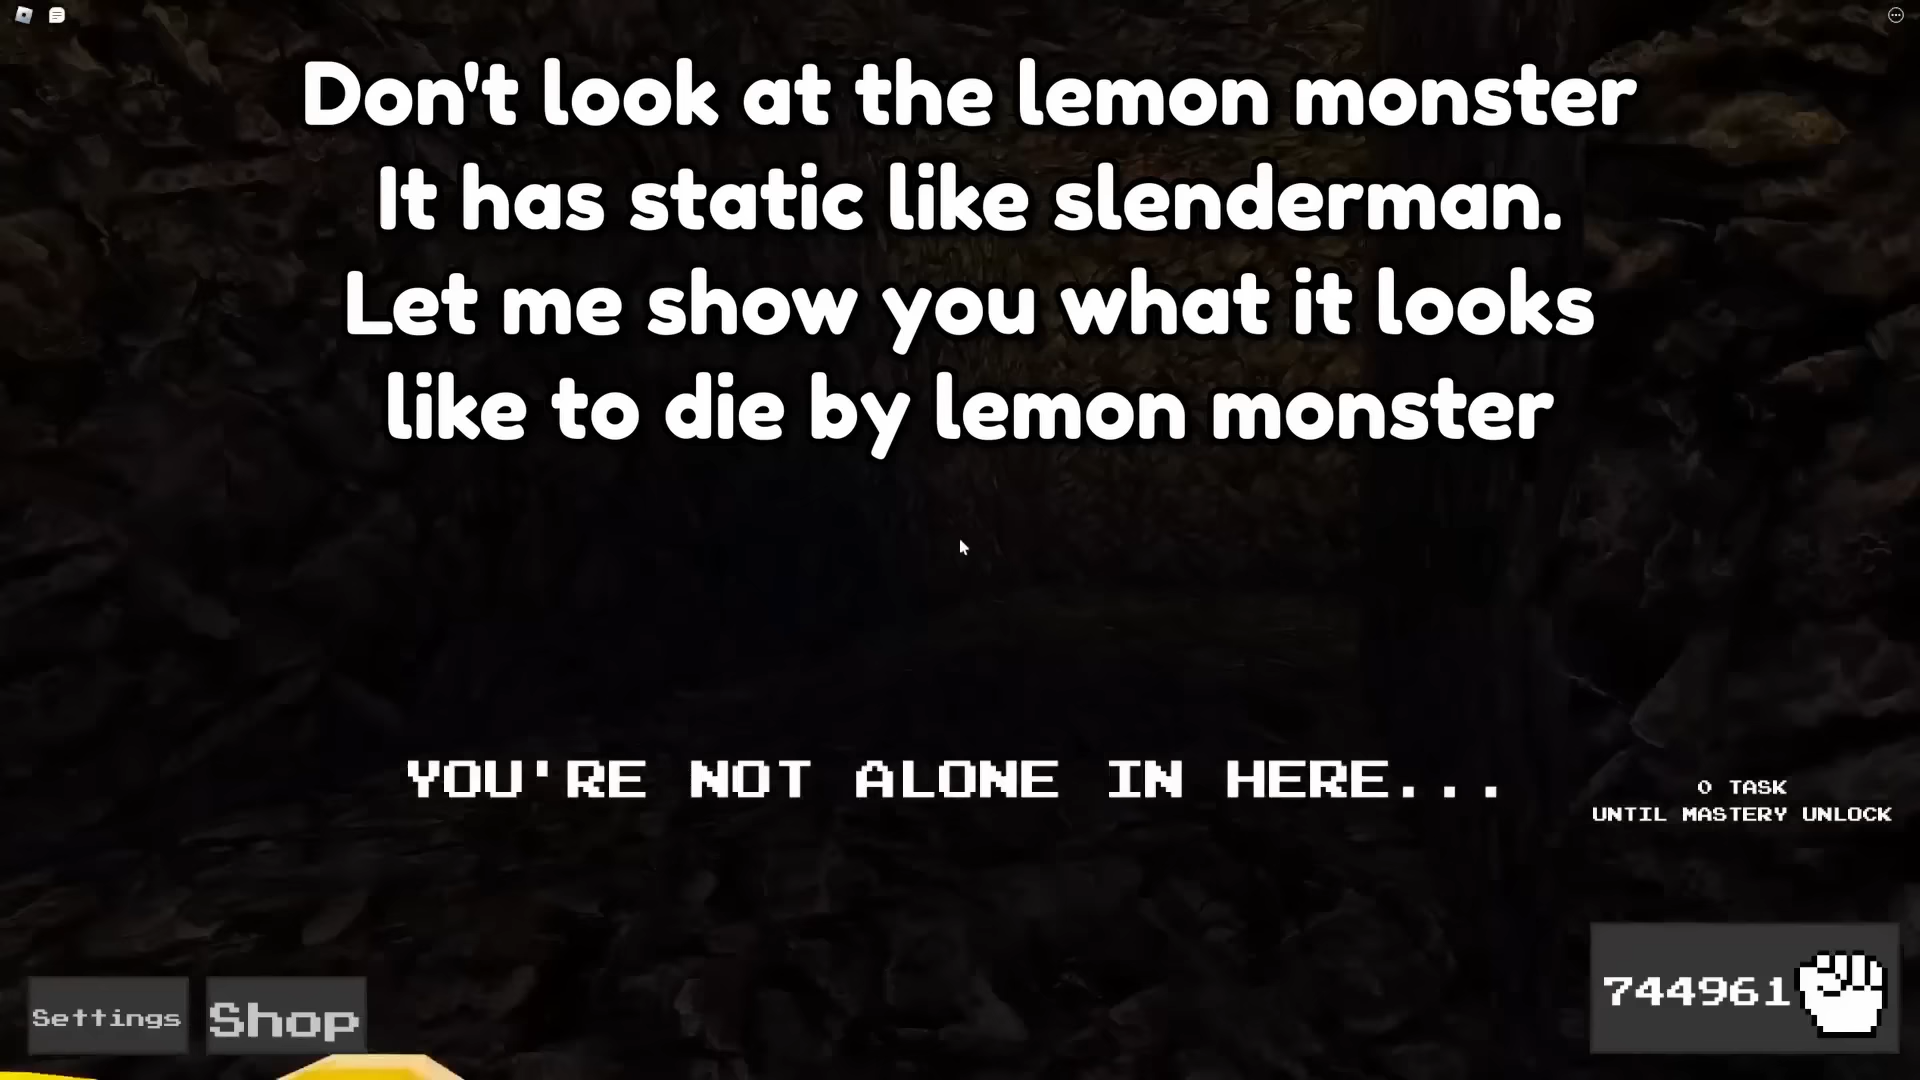 Don't look at the lemon monster
It has static like slenderman.
Let me show you what it looks
like to die by lemon monster
YOU'RE NOT ALONE IN HERE...
0 TASK
UNTIL MASTERY UNLOCK
Settings
Shop
744961